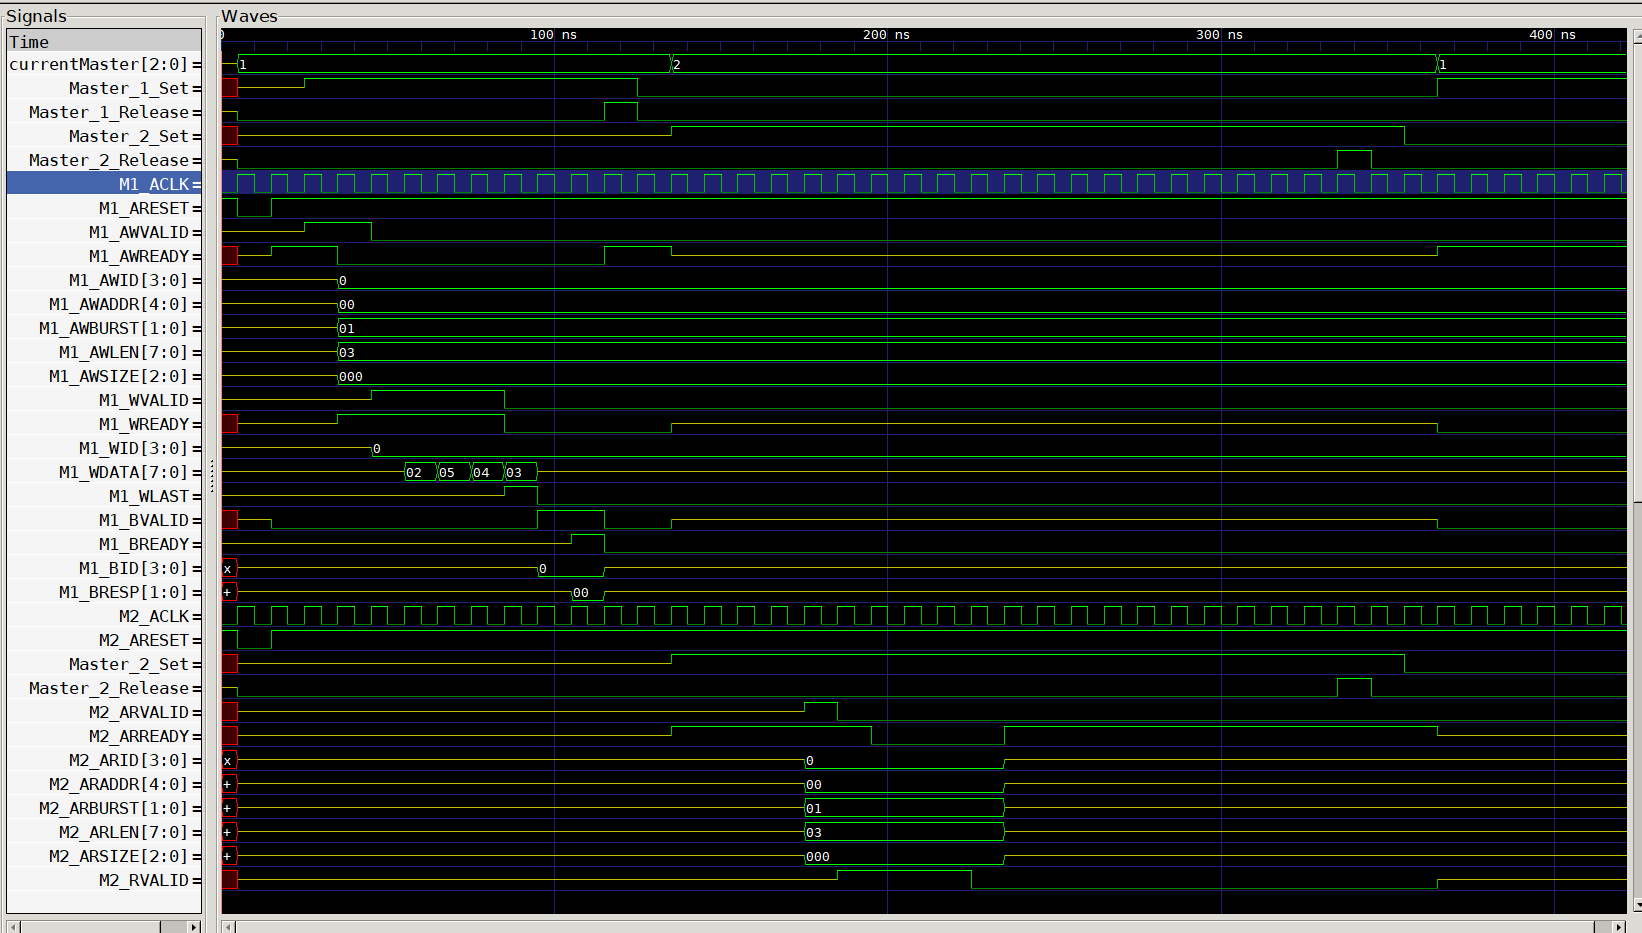 Signals Waves
Time 0 100 ns 200 ns 300 ns 400 ns
currentMaster[2:0]= 1 2 1
Master_1_Set=
Master_1_Release=
Master_2_Set=
Master_2_Release=
M1_ACLK=
M1_ARESET=
M1_AWVALID=
M1_AWREADY=
M1_AWID[3:0]= 0
M1_AWADDR[4:0]= 00
M1_AWBURST[1:0]= 01
M1_AWLEN[7:0]= 03
M1_AWSIZE[2:0]= 000
M1_WVALID=
M1_WREADY=
M1_WID[3:0]= 0
M1_WDATA[7:0]= 02 05 04 03
M1_WLAST=
M1_BVALID=
M1_BREADY=
M1_BID[3:0]= x 0
M1_BRESP[1:0]= + 00
M2_ACLK=
M2_ARESET=
Master_2_Set=
Master_2_Release=
M2_ARVALID=
M2_ARREADY=
M2_ARID[3:0]= x 0
M2_ARADDR[4:0]= + 00
M2_ARBURST[1:0]= + 01
M2_ARLEN[7:0]= + 03
M2_ARSIZE[2:0]= + 000
M2_RVALID=